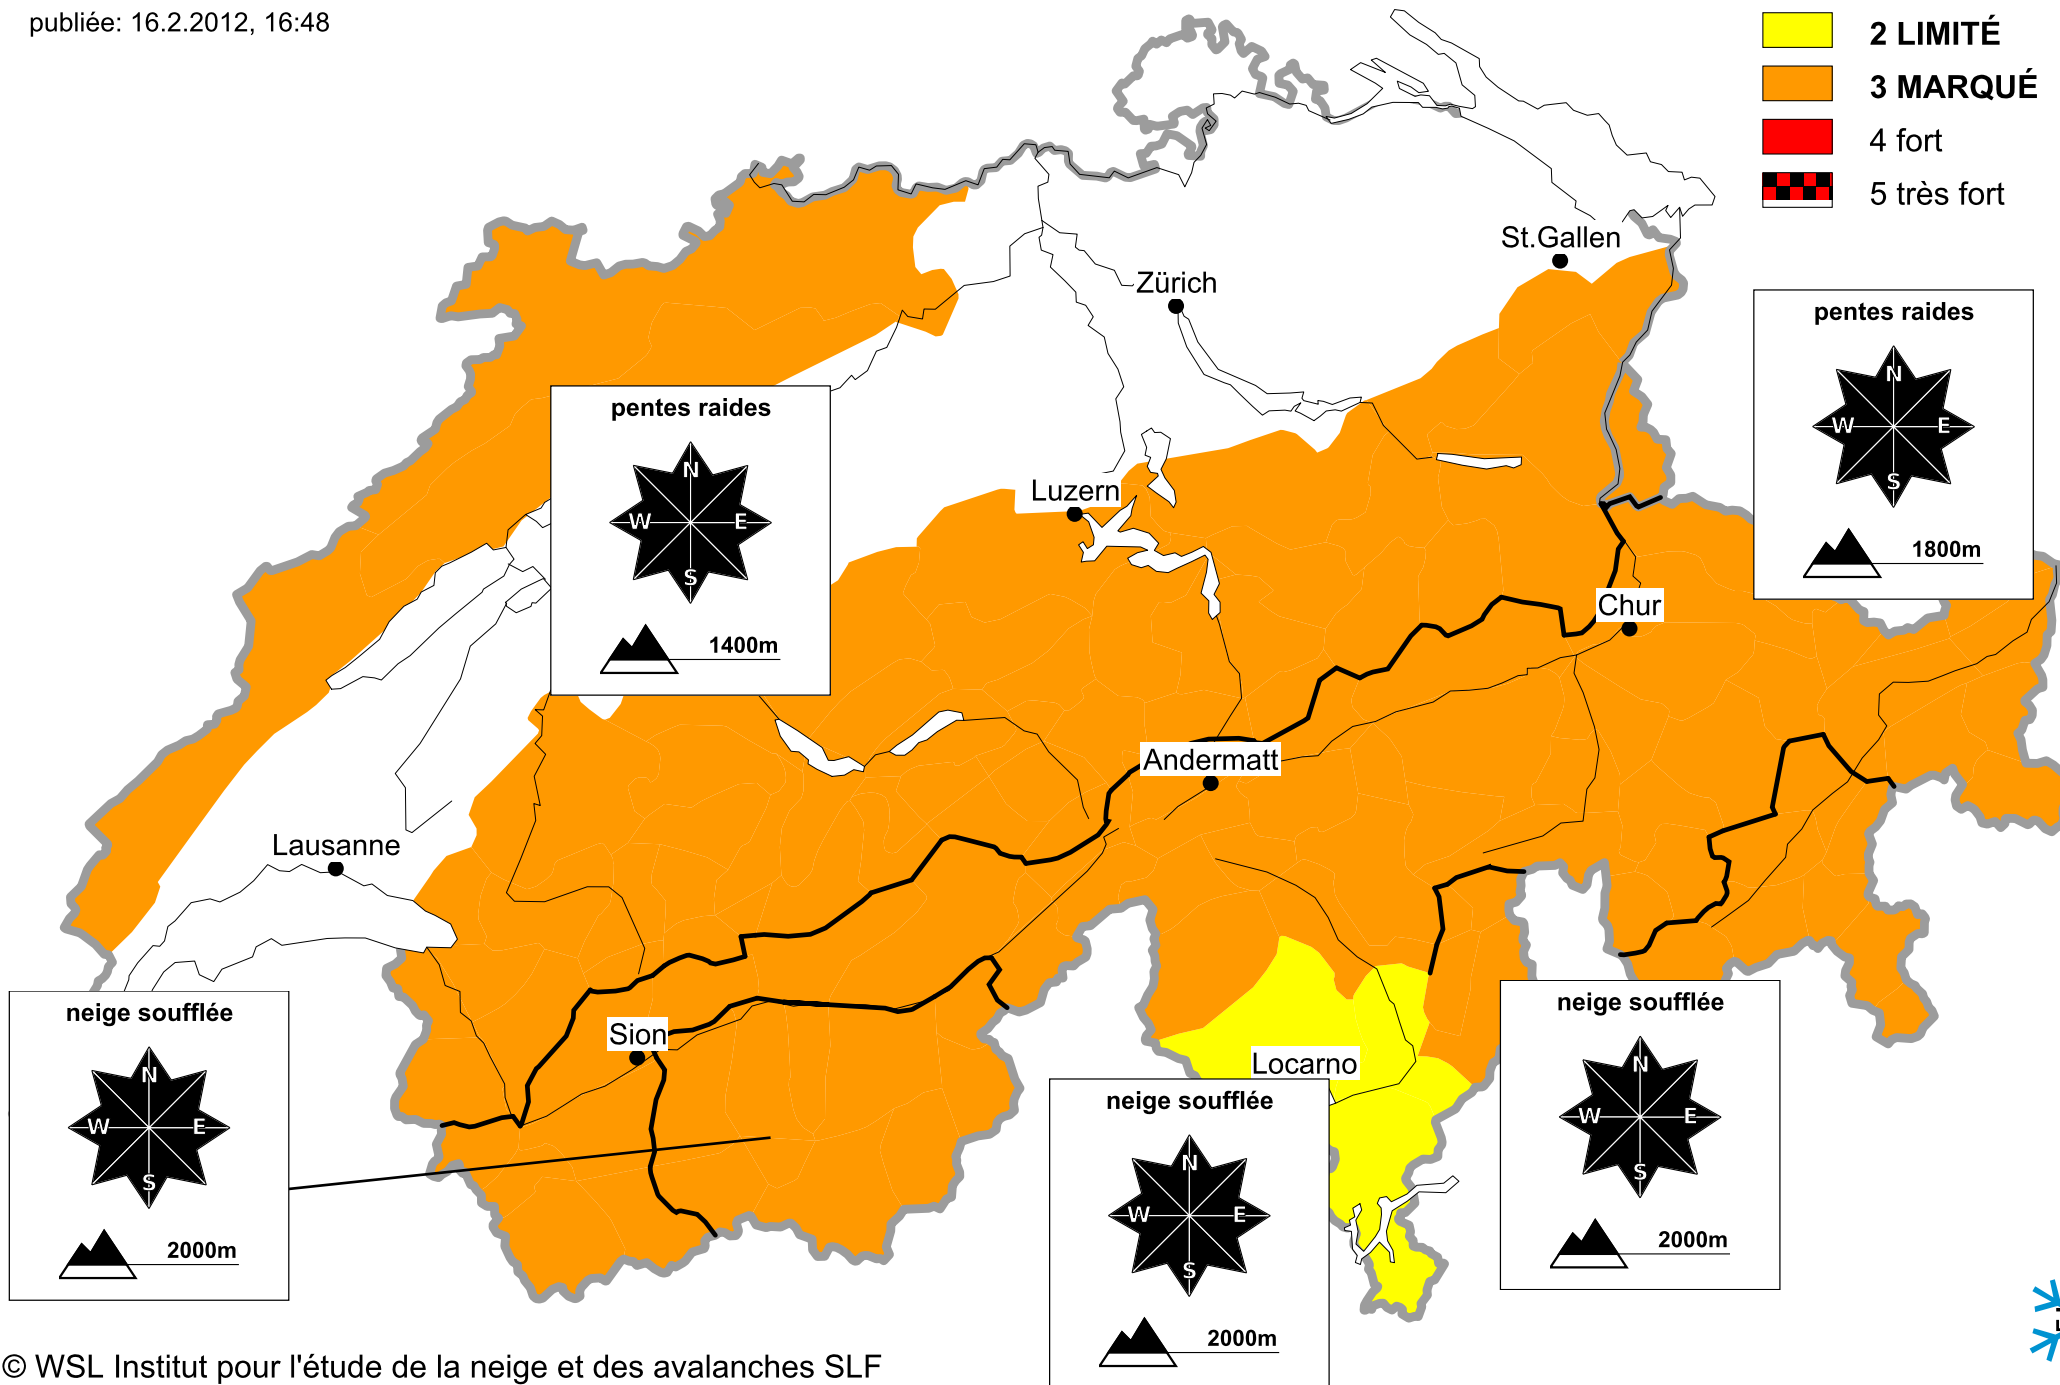 publiée: 16.2.2012, 16:48
2 LIMITÉ
3 MARQUÉ
4 fort
5 très fort
St.Gallen
Zürich
pentes raides
N
W E
S
1800m
pentes raides
N
W E
S
1400m
Luzern
Chur
Andermatt
Lausanne
Sion
Locarno
neige soufflée
N
W E
S
2000m
neige soufflée
N
W E
S
2000m
neige soufflée
N
W E
S
2000m
© WSL Institut pour l'étude de la neige et des avalanches SLF